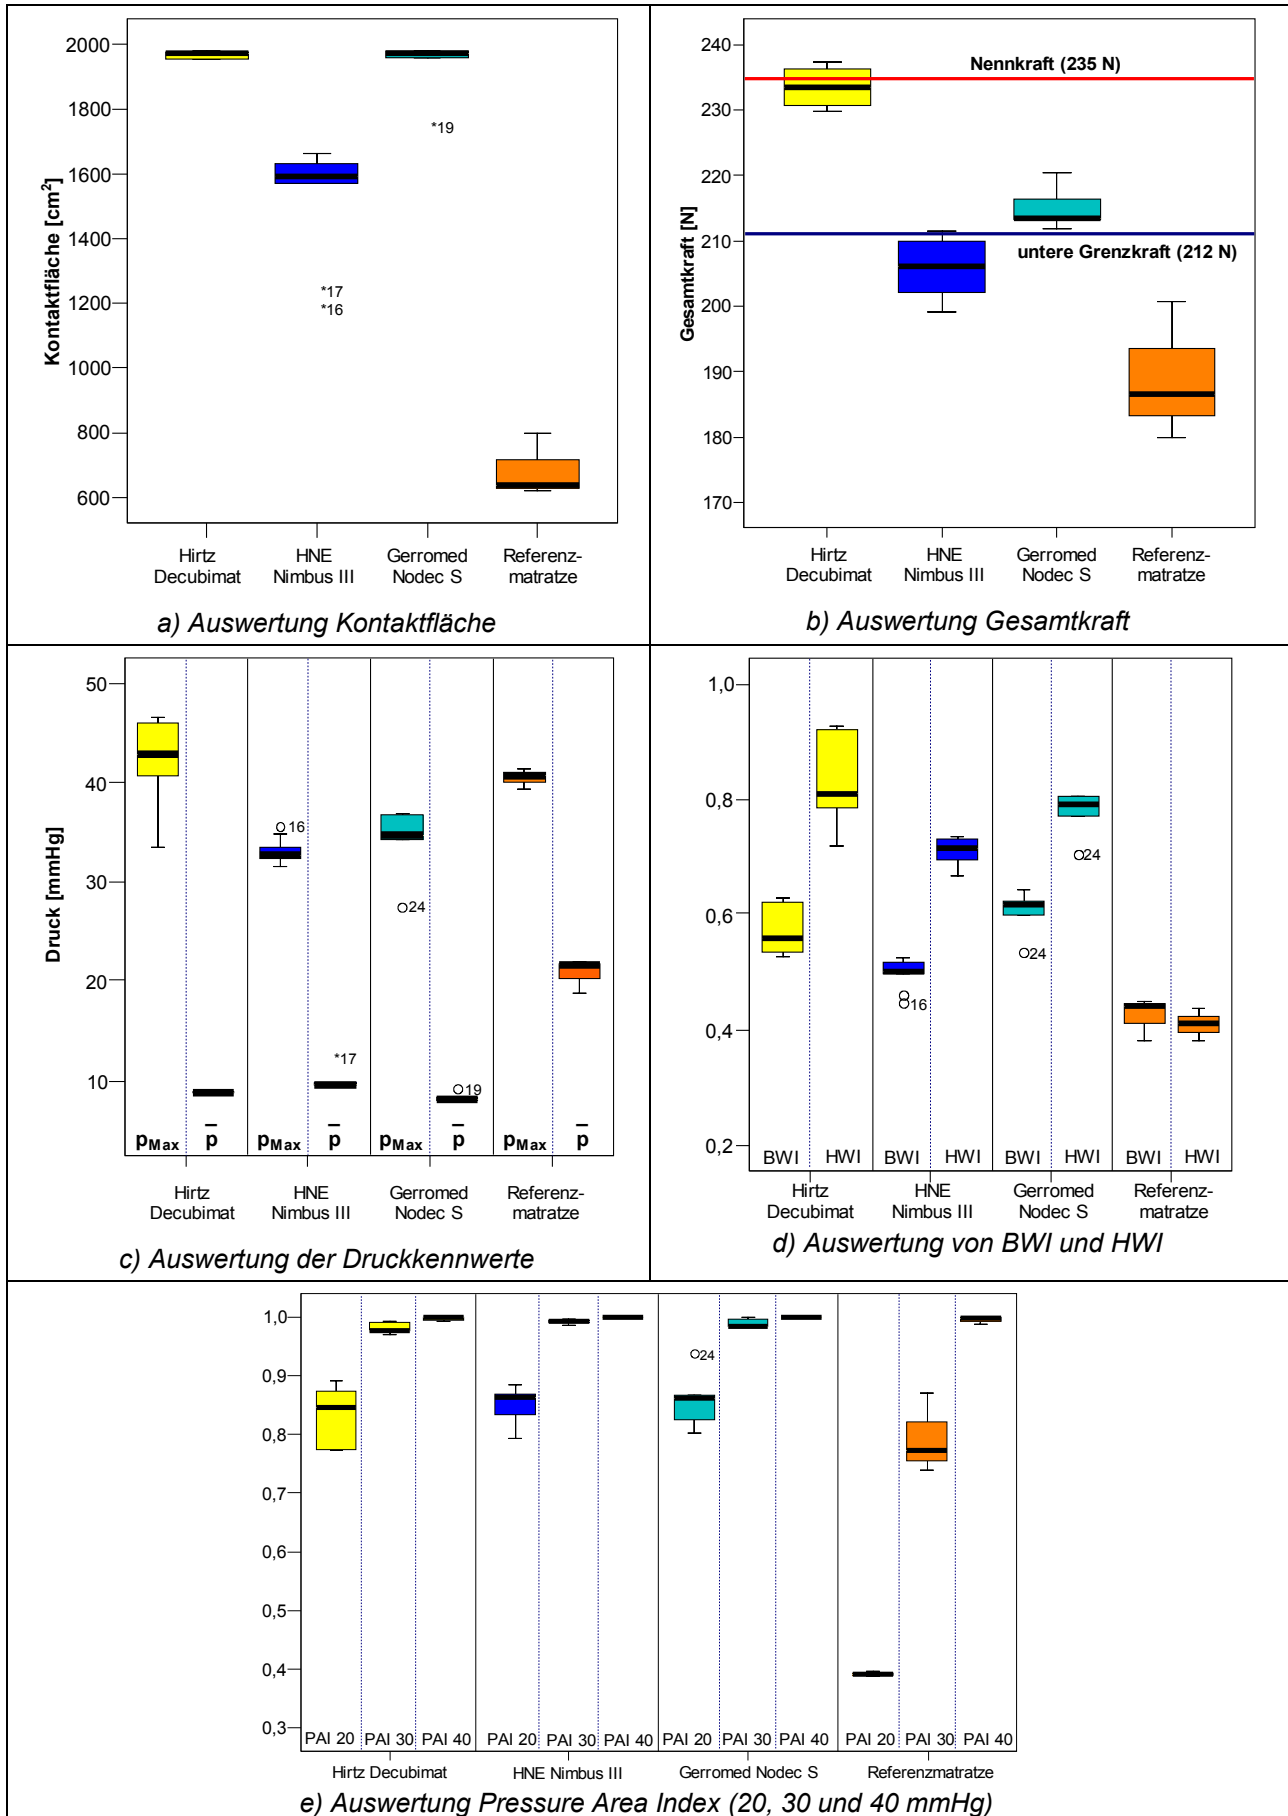 2000
1800
1600
1400
1200
1000
800
600
Kontaktfläche [cm²]
*19
*17
*16
Hirtz
Decubimat
HNE
Nimbus III
Gerromed
Nodec S
Referenz-
matratze
a) Auswertung Kontaktfläche
240
230
220
210
200
190
180
170
Gesamtkraft [N]
Nennkraft (235 N)
untere Grenzkraft (212 N)
Hirtz
Decubimat
HNE
Nimbus III
Gerromed
Nodec S
Referenz-
matratze
b) Auswertung Gesamtkraft
50
40
30
20
10
Druck [mmHg]
16
24
*17
19
pMax p̅ pMax p̅ pMax p̅ pMax p̅
Hirtz
Decubimat
HNE
Nimbus III
Gerromed
Nodec S
Referenz-
matratze
c) Auswertung der Druckkennwerte
1,0
0,8
0,6
0,4
0,2
24
24
16
BWI HWI BWI HWI BWI HWI BWI HWI
Hirtz
Decubimat
HNE
Nimbus III
Gerromed
Nodec S
Referenz-
matratze
d) Auswertung von BWI und HWI
1,0
0,9
0,8
0,7
0,6
0,5
0,4
0,3
24
PAI 20 PAI 30 PAI 40 PAI 20 PAI 30 PAI 40 PAI 20 PAI 30 PAI 40 PAI 20 PAI 30 PAI 40
Hirtz Decubimat HNE Nimbus III Gerromed Nodec S Referenzmatratze
e) Auswertung Pressure Area Index (20, 30 und 40 mmHg)